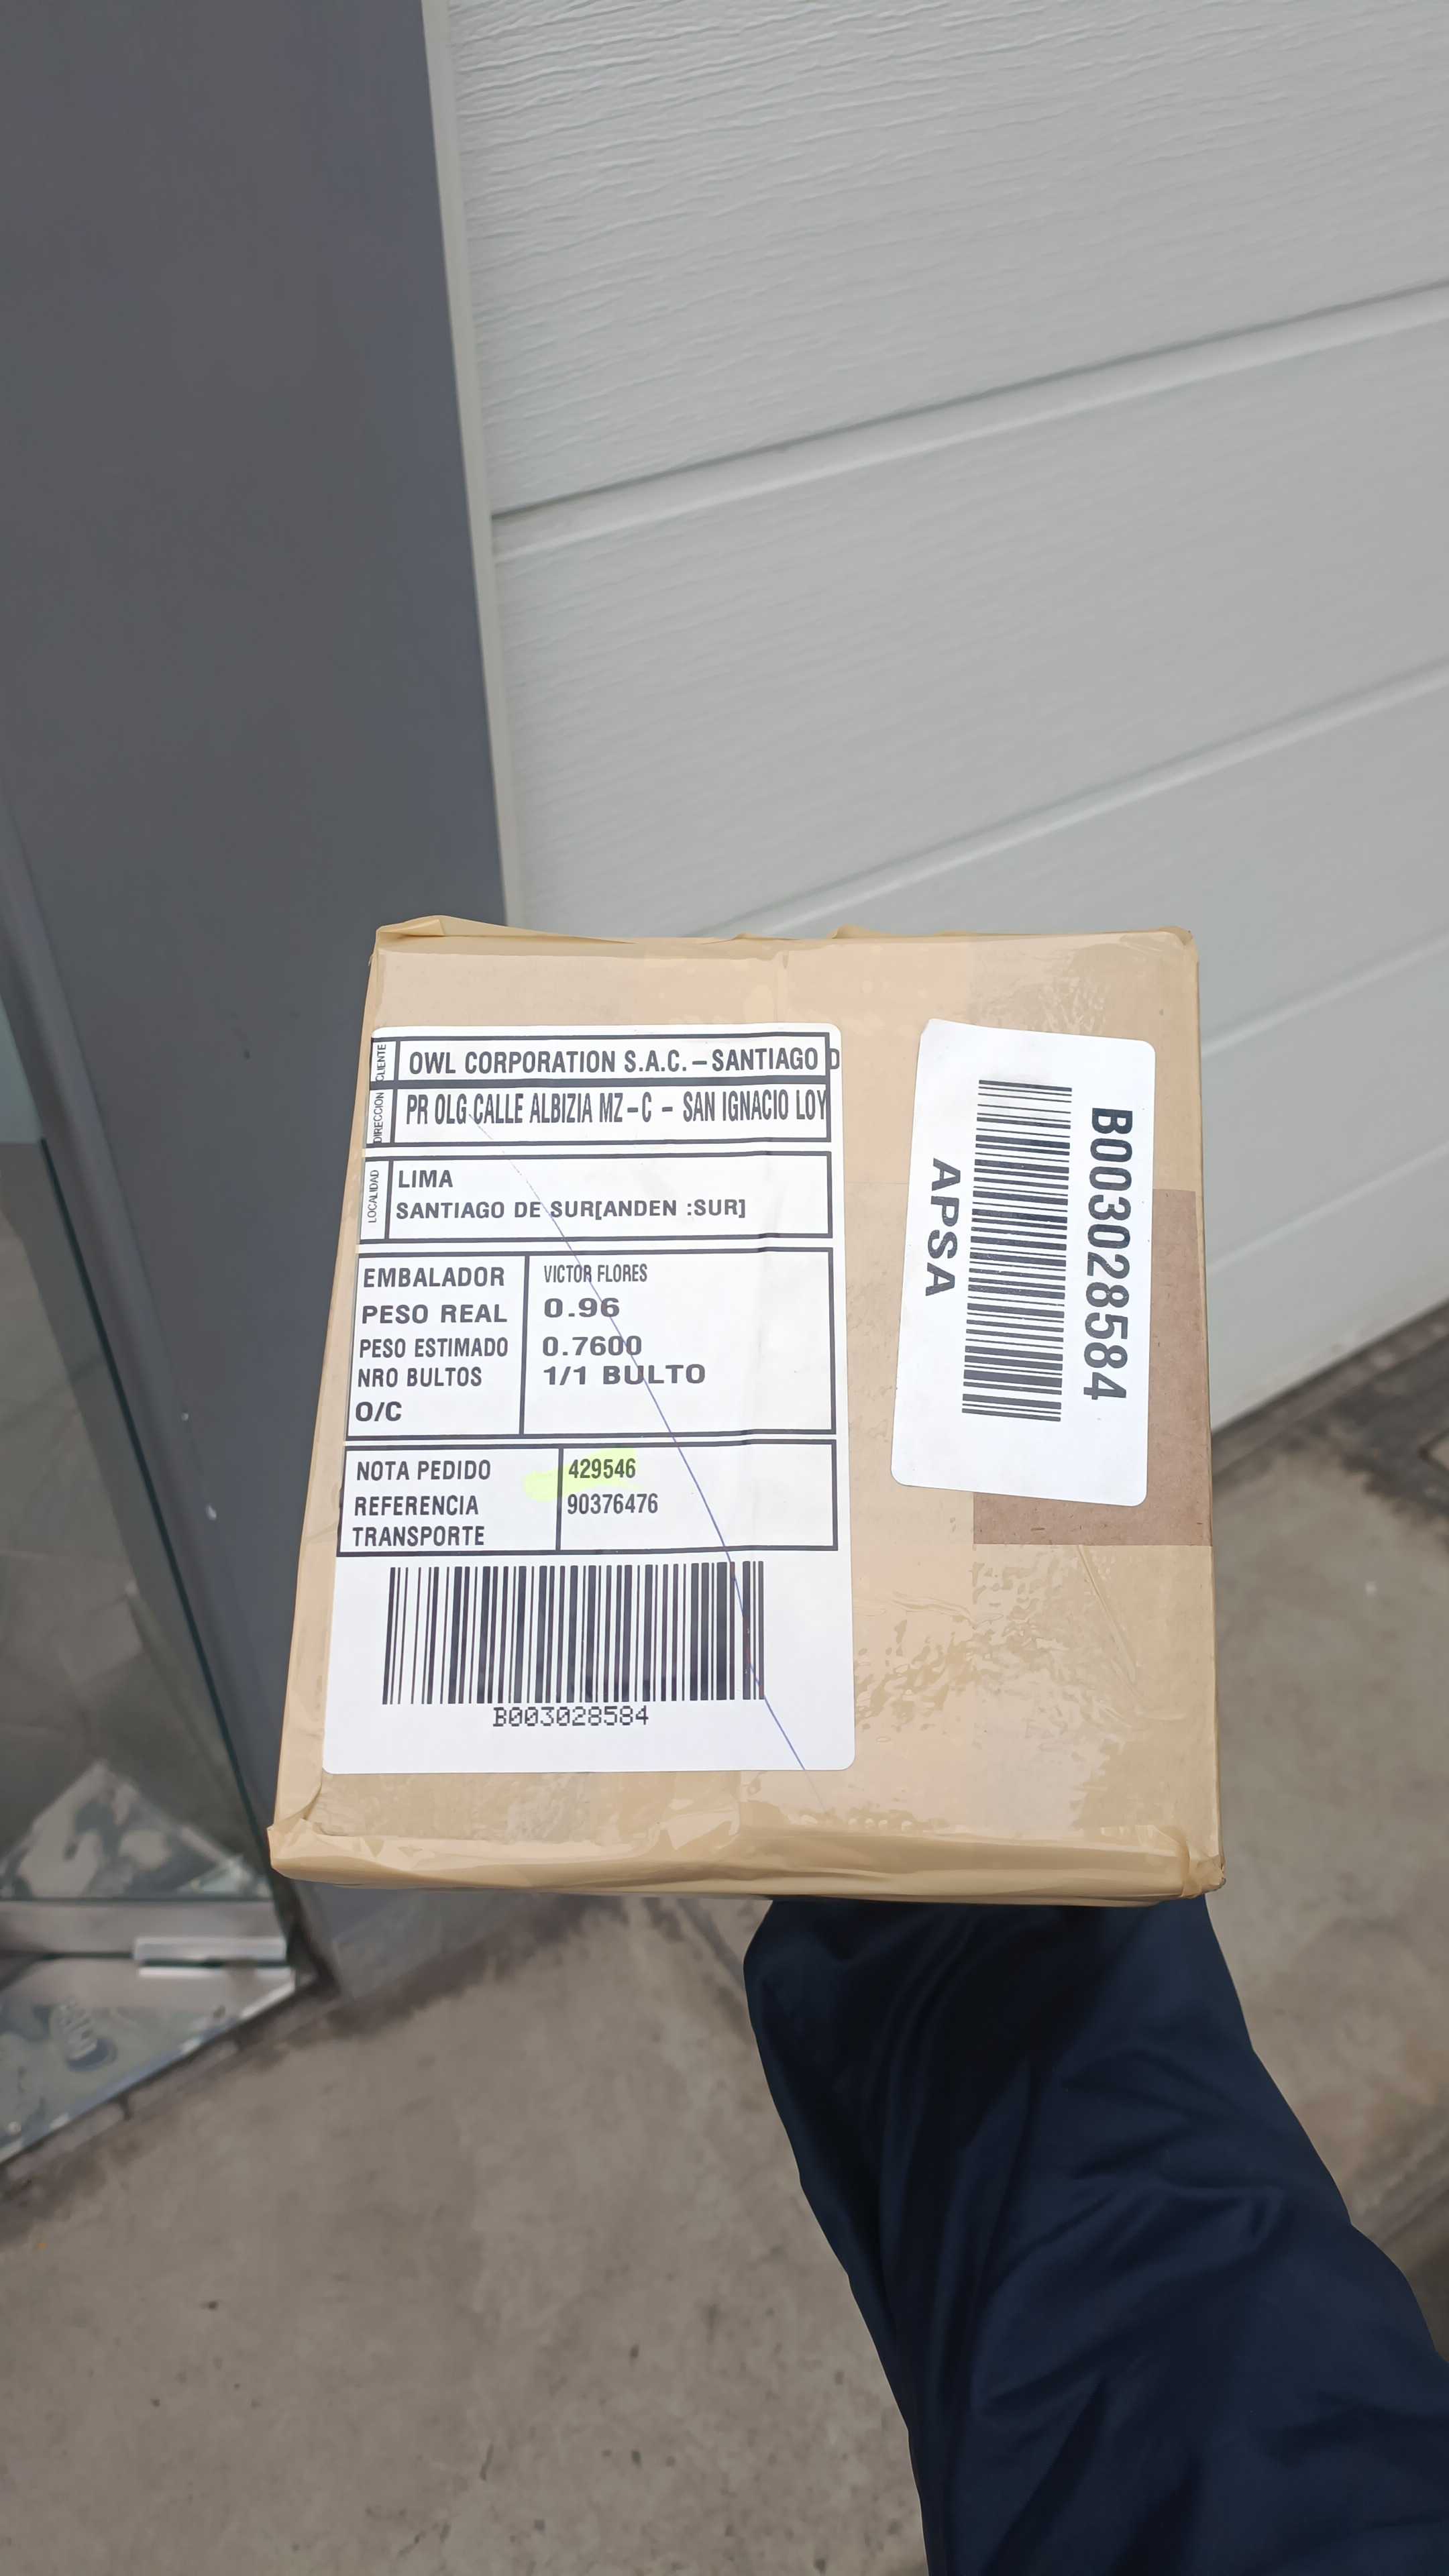 CLIENTE
OWL CORPORATION S.A.C. – SANTIAGO D
DIRECCION
PR OLG CALLE ALBIZIA MZ – C – SAN IGNACIO LOY
LOCALIDAD
LIMA
SANTIAGO DE SUR[ANDEN :SUR]
EMBALADOR VICTOR FLORES
PESO REAL 0.96
PESO ESTIMADO 0.7600
NRO BULTOS 1/1 BULTO
O/C
NOTA PEDIDO 429546
REFERENCIA 90376476
TRANSPORTE
B003028584
B003028584
APSA